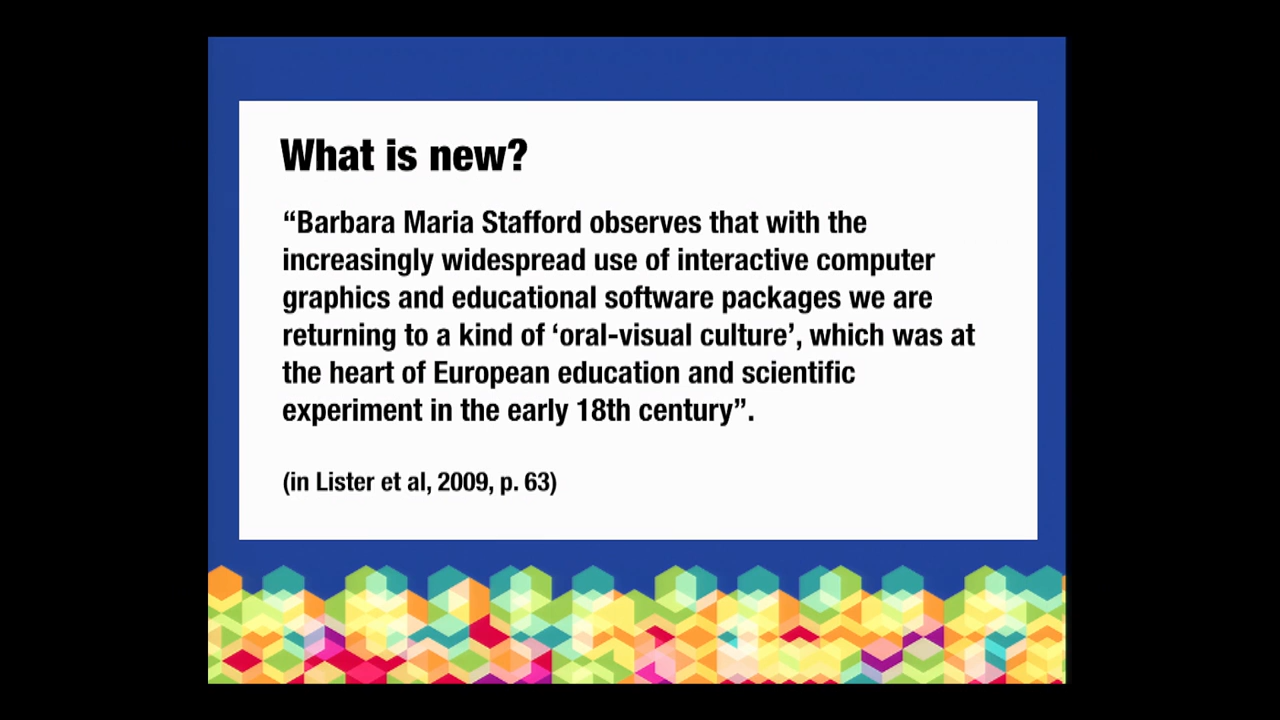 What is new?
“Barbara Maria Stafford observes that with the
increasingly widespread use of interactive computer
graphics and educational software packages we are
returning to a kind of ‘oral-visual culture’, which was at
the heart of European education and scientific
experiment in the early 18th century”.
(in Lister et al, 2009, p. 63)